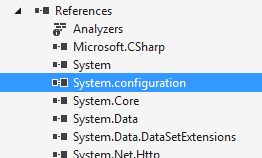 References
Analyzers
Microsoft.CSharp
System
System.configuration
System.Core
System.Data
System.Data.DataSetExtensions
System.Net.Http